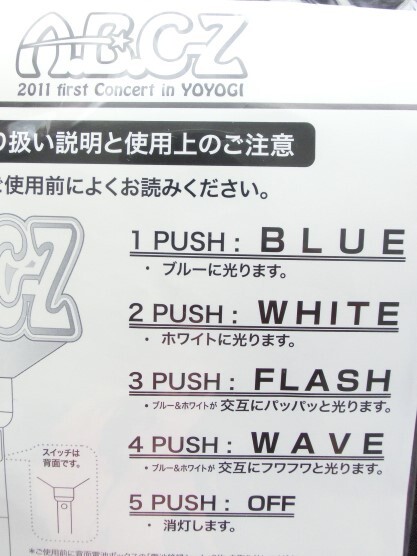 A.B.C-Z
2011 first Concert in YOYOGI
り扱い説明と使用上のご注意
ご使用前によくお読みください。
1 PUSH : BLUE
・ ブルーに光ります。
2 PUSH : WHITE
・ ホワイトに光ります。
3 PUSH : FLASH
・ブルー&ホワイトが 交互にパッパッと光ります。
4 PUSH : WAVE
・ブルー&ホワイトが 交互にフワフワと光ります。
5 PUSH : OFF
・ 消灯します。
C-Z
スイッチは
背面です。